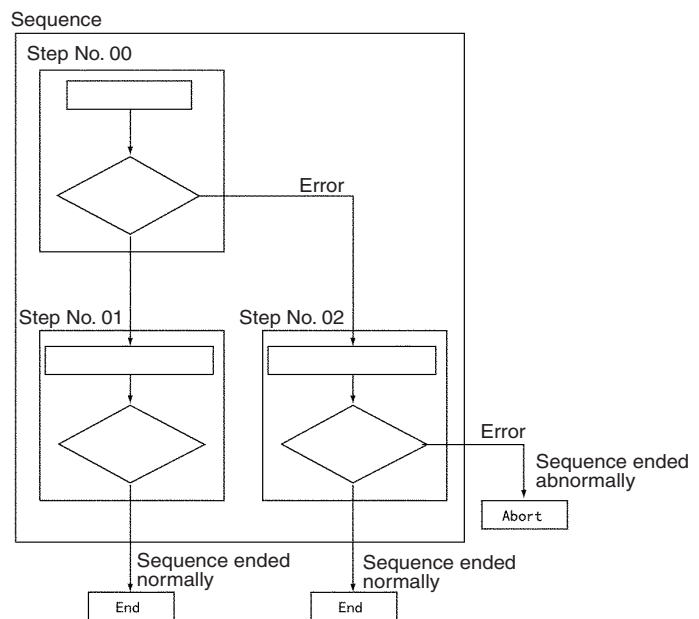 Sequence
Step No. 00
Error
Step No. 01
Step No. 02
Error
Sequence ended
abnormally
Abort
Sequence ended
normally
Sequence ended
normally
End
End